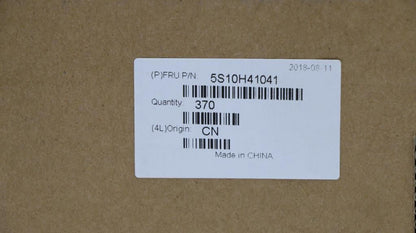 2018-08-11
(P)FRU P/N 5S10H41041
Quantity: 370
(4L)Origin: CN
Made in CHINA